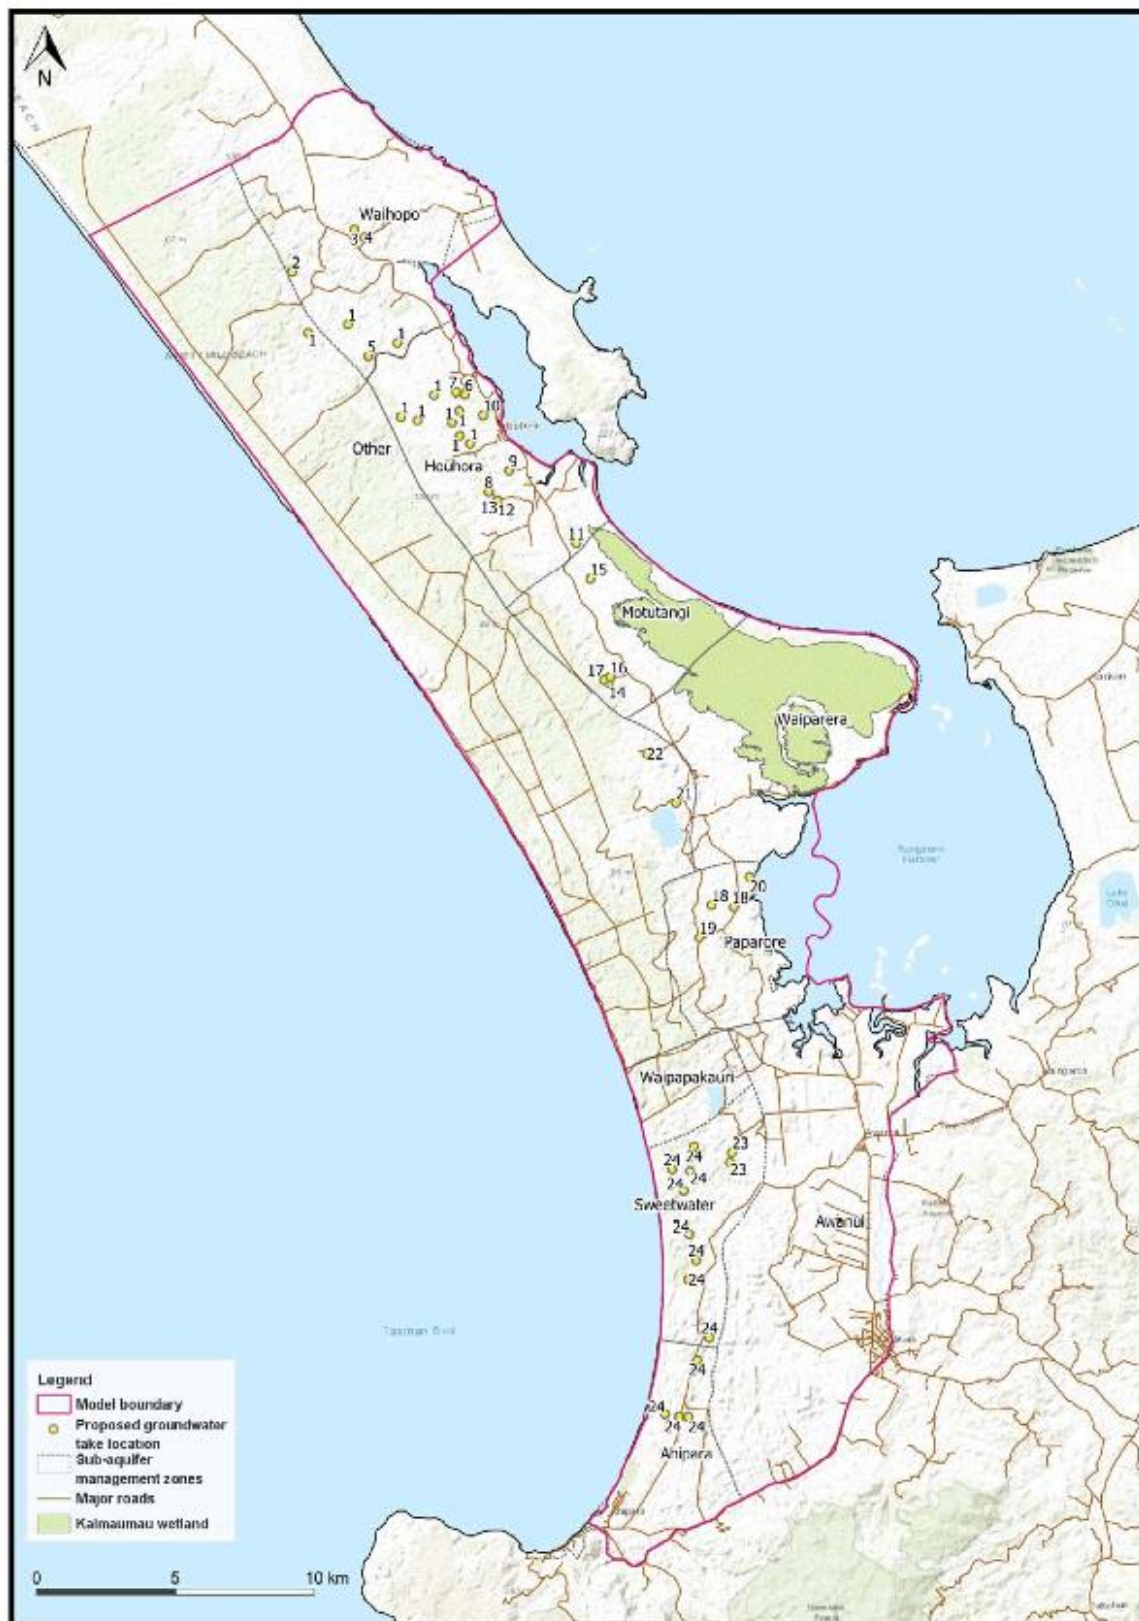 N
EACH
Waihopo
3 4
2
1
1
1
5
1
7 6
1 1
1
1
10
1 1
Other
Houhora
9
8
13 12
11
15
Motutangi
17 16
14
Waiparera
22
21
20
18 18
19
Paparore
Waipapakauri
23
24
23
24
24
24
Sweetwater
Awanui
24
24
24
24
24
24
24 24
Ahipara
Legend
Model boundary
Proposed groundwater
take location
Sub-aquifer
management zones
Major roads
Kaimaumau wetland
0 5 10 km